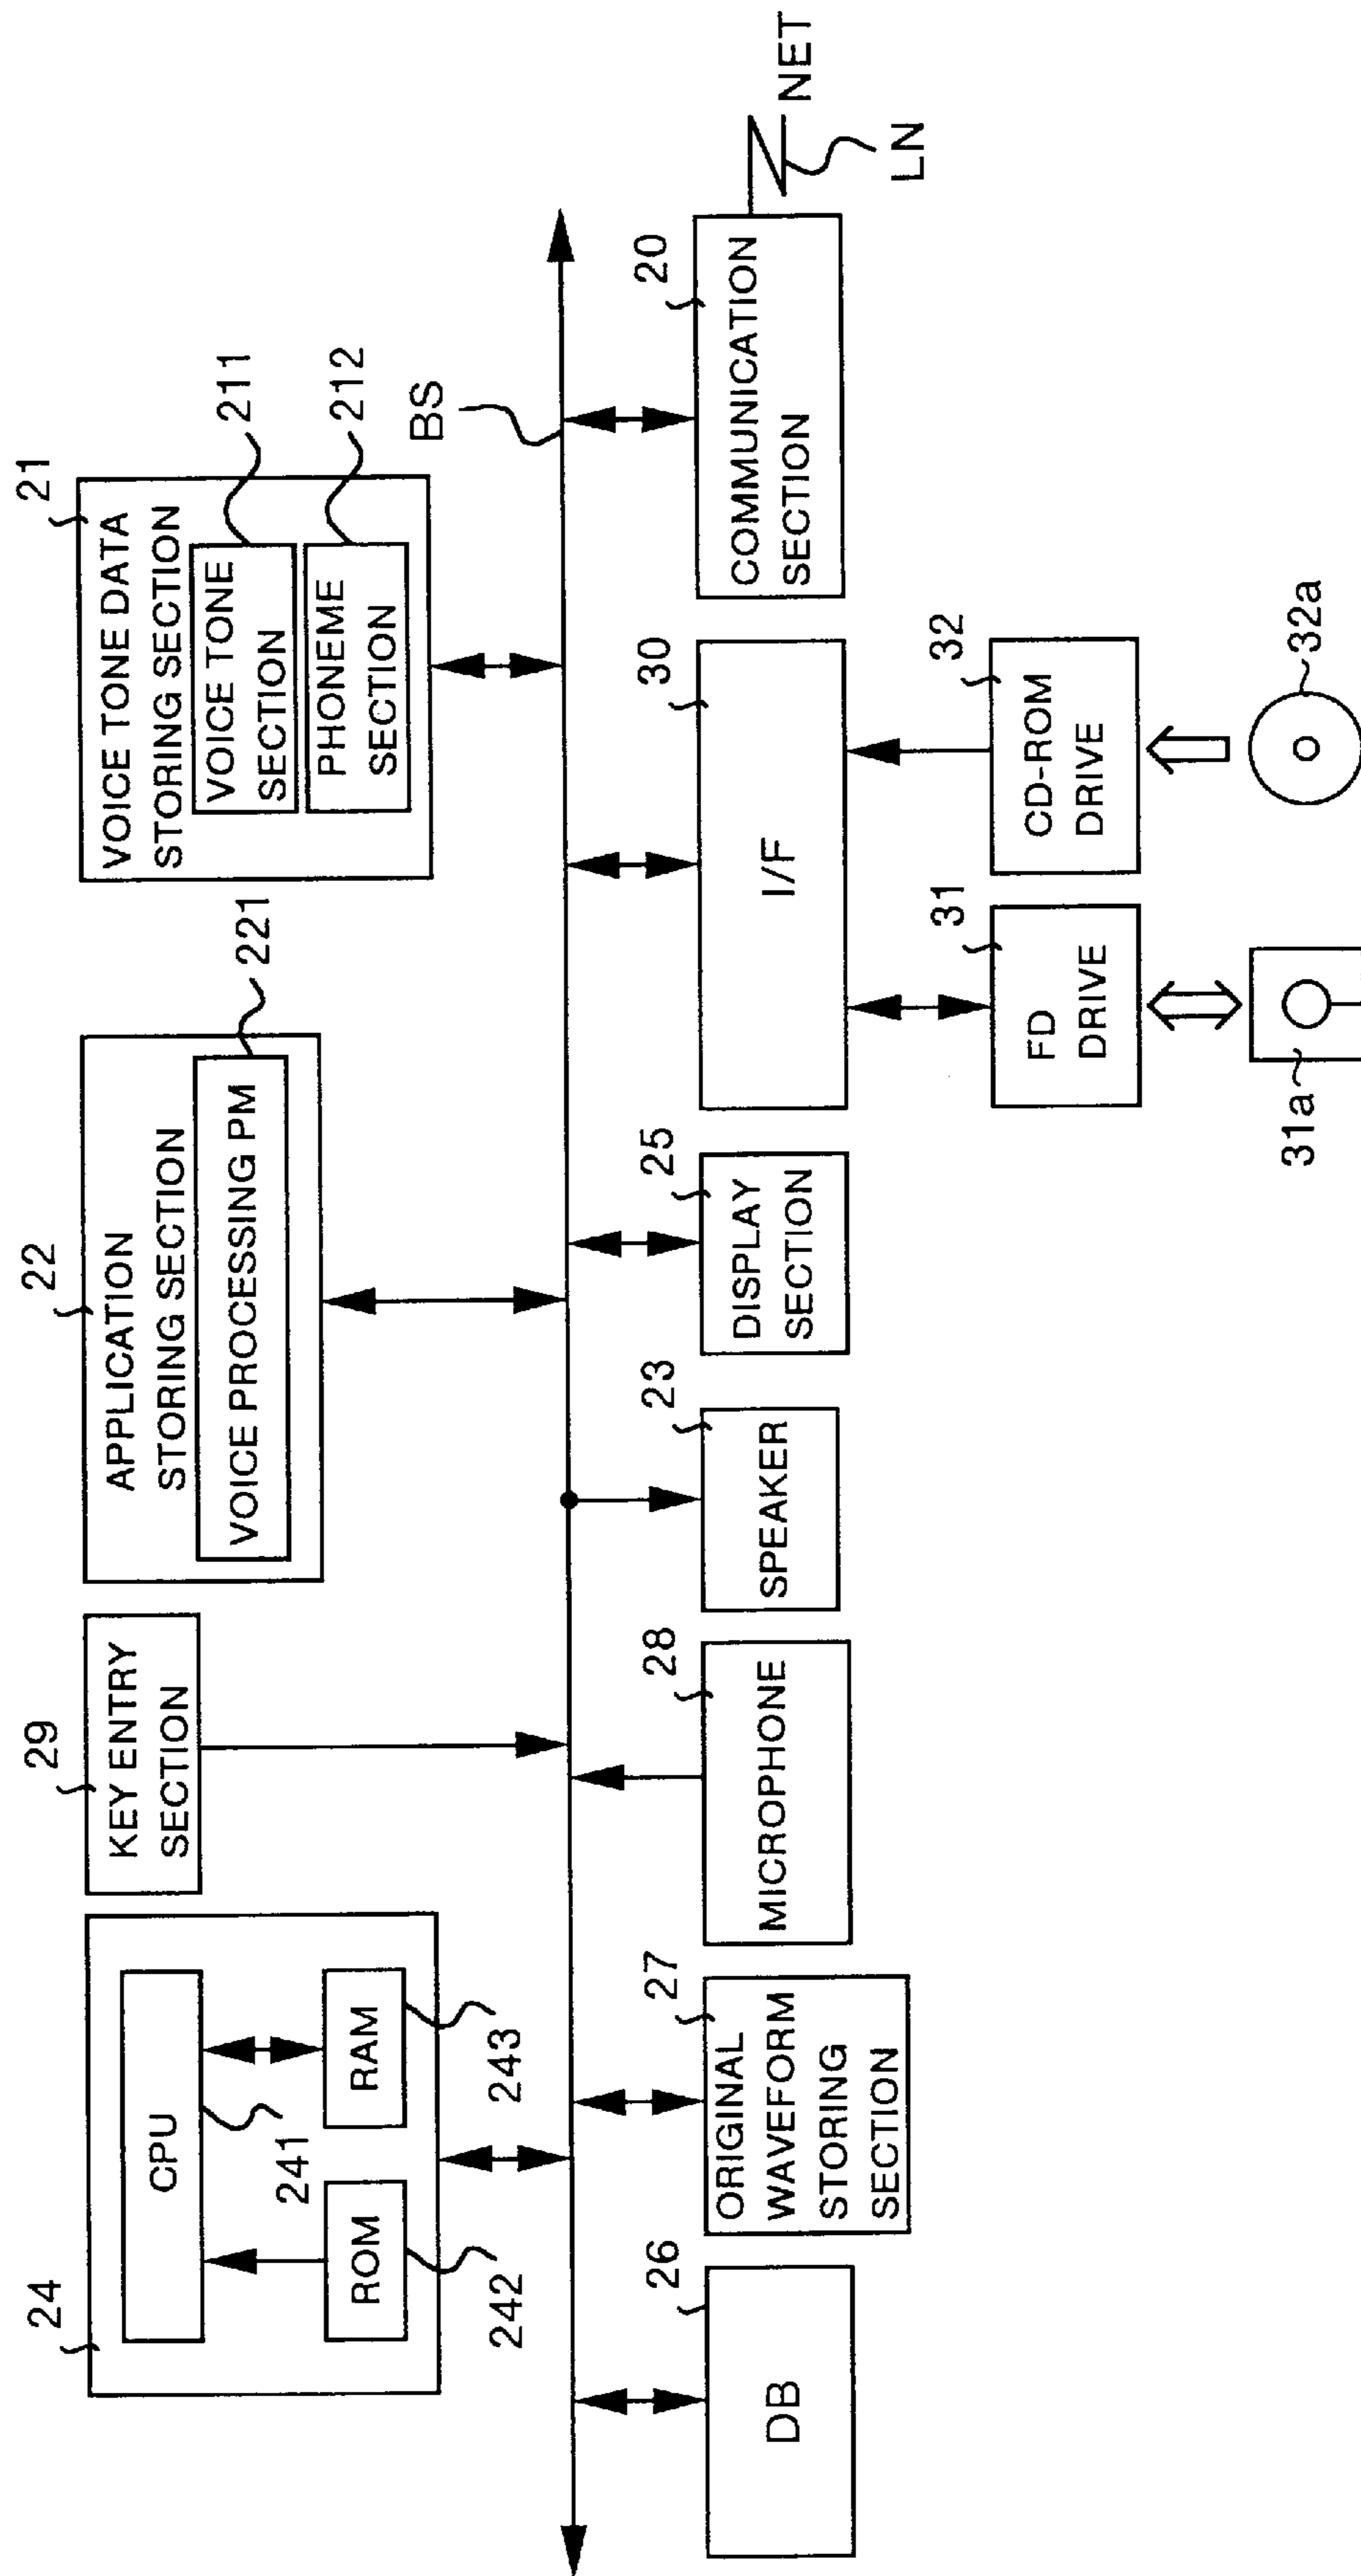 24
CPU
241
ROM
242
RAM
243
29
KEY ENTRY
SECTION
22
APPLICATION
STORING SECTION
VOICE PROCESSING PM
221
21
VOICE TONE DATA
STORING SECTION
VOICE TONE
SECTION
211
PHONEME
SECTION
212
BS
26
DB
27
ORIGINAL
WAVEFORM
STORING
SECTION
28
MICROPHONE
23
SPEAKER
25
DISPLAY
SECTION
30
I/F
20
COMMUNICATION
SECTION
NET
LN
31
FD
DRIVE
32
CD-ROM
DRIVE
31a
32a